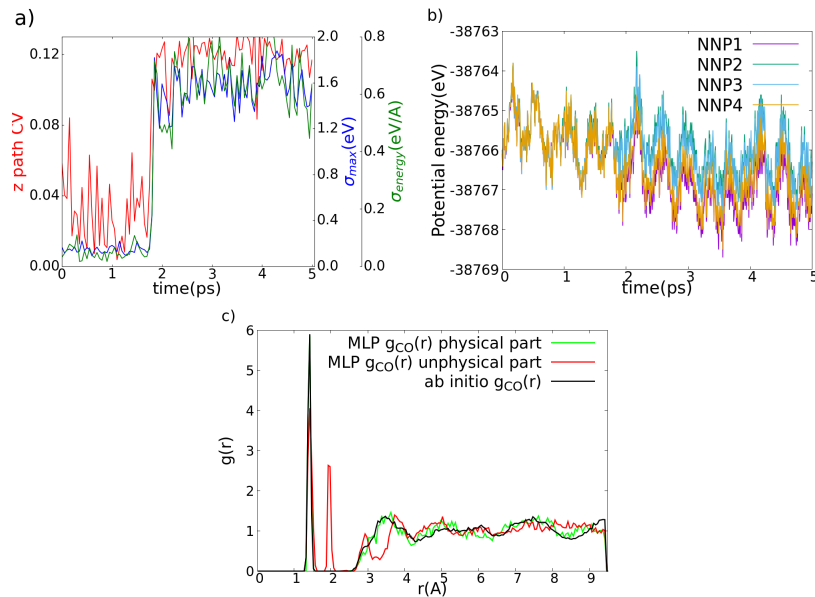 a)
z path CV
0.12
0.08
0.04
0.00
2.0
1.6
1.2
0.8
0.4
0.0
σmax(eV)
0.8
0.6
0.4
0.2
0.0
σenergy(eV/A)
0 1 2 3 4 5
time(ps)
b)
Potential energy(eV)
-38763
-38764
-38765
-38766
-38767
-38768
-38769
NNP1
NNP2
NNP3
NNP4
0 1 2 3 4 5
time(ps)
c)
g(r)
6
5
4
3
2
1
0
MLP gCO(r) physical part
MLP gCO(r) unphysical part
ab initio gCO(r)
0 1 2 3 4 5 6 7 8 9
r(A)